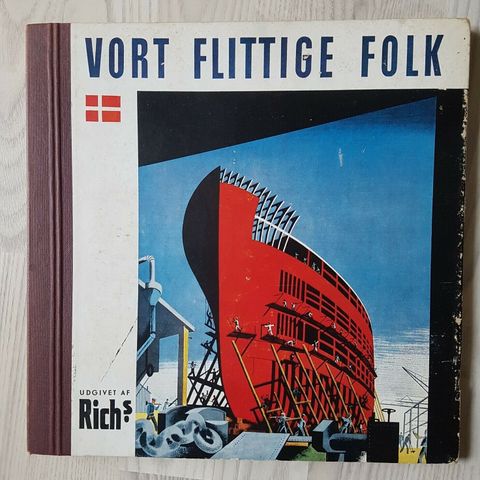 VORT FLITTIGE FOLK
UDGIVET AF
Rich's